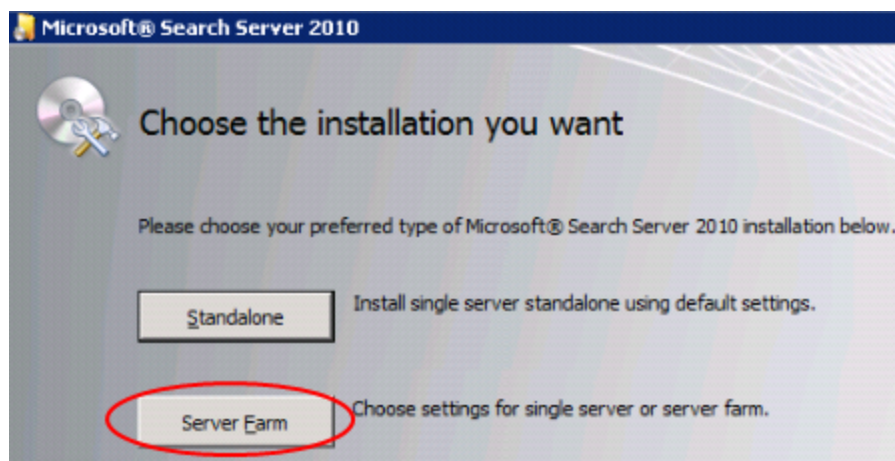 Microsoft® Search Server 2010
Choose the installation you want
Please choose your preferred type of Microsoft® Search Server 2010 installation below.
Standalone
Install single server standalone using default settings.
Server Farm
Choose settings for single server or server farm.